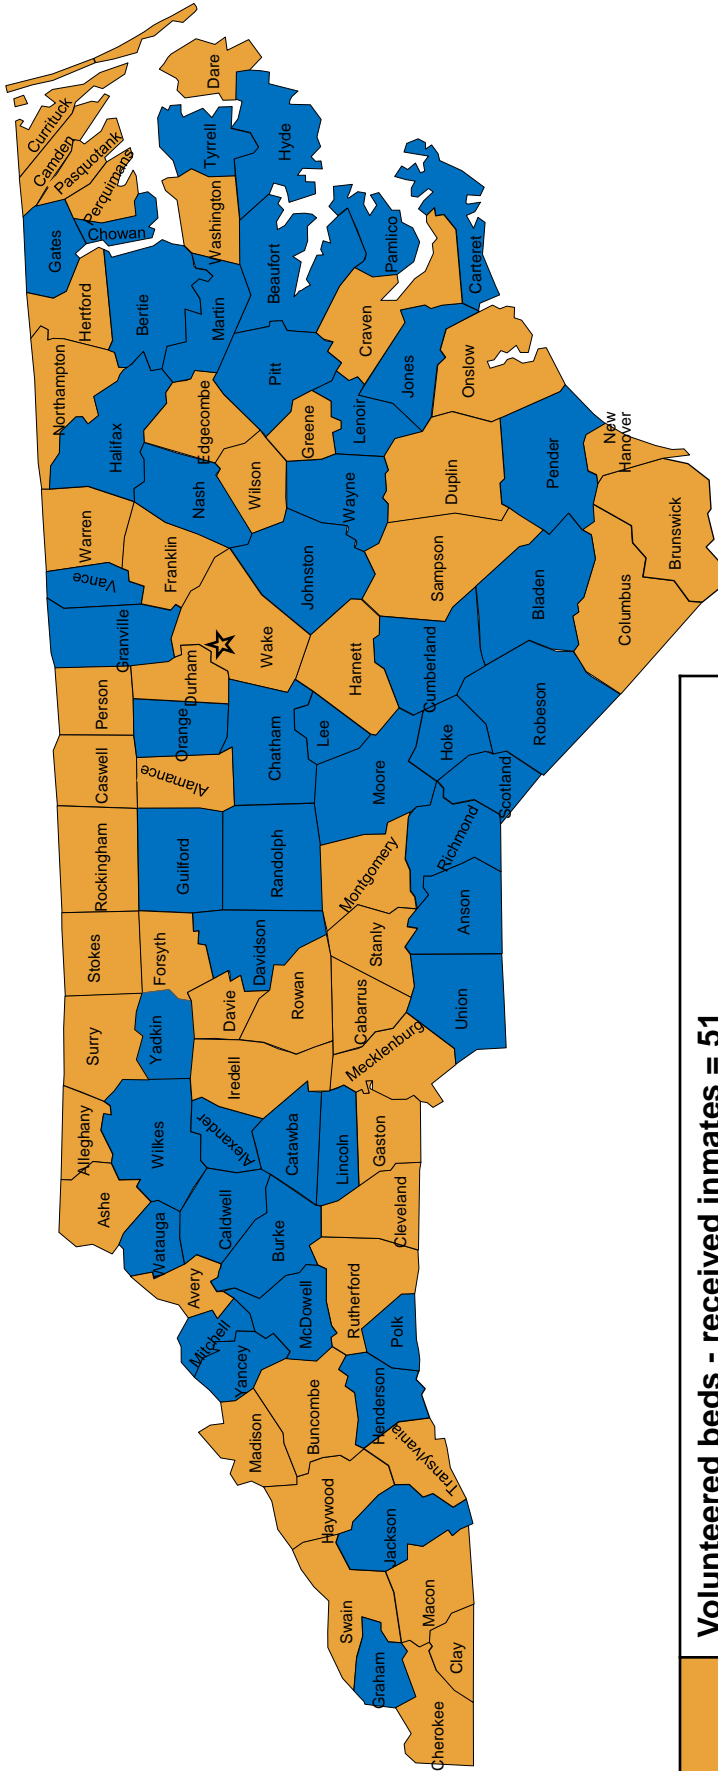 Cherokee
Graham
Clay
Swain
Macon
Jackson
Haywood
Transylvania
Madison
Buncombe
Henderson
Yancey
Mitchell
Polk
Rutherford
McDowell
Avery
Burke
Cleveland
Caldwell
Watauga
Ashe
Alleghany
Wilkes
Alexander
Catawba
Lincoln
Gaston
Surry
Yadkin
Iredell
Mecklenburg
Davie
Rowan
Cabarrus
Union
Stokes
Forsyth
Davidson
Stanly
Anson
Rockingham
Guilford
Randolph
Montgomery
Richmond
Caswell
Alamance
Chatham
Moore
Scotland
Hoke
Lee
Person
Orange
Durham
Granville
Wake
Harnett
Cumberland
Robeson
Vance
Warren
Franklin
Johnston
Sampson
Bladen
Columbus
Brunswick
Halifax
Nash
Wilson
Wayne
Duplin
Pender
New
Hanover
Northampton
Edgecombe
Greene
Lenoir
Pitt
Jones
Onslow
Craven
Hertford
Bertie
Martin
Beaufort
Pamlico
Carteret
Gates
Chowan
Washington
Tyrrell
Hyde
Dare
Perquimans
Pasquotank
Camden
Currituck
Volunteered beds - received inmates = 51